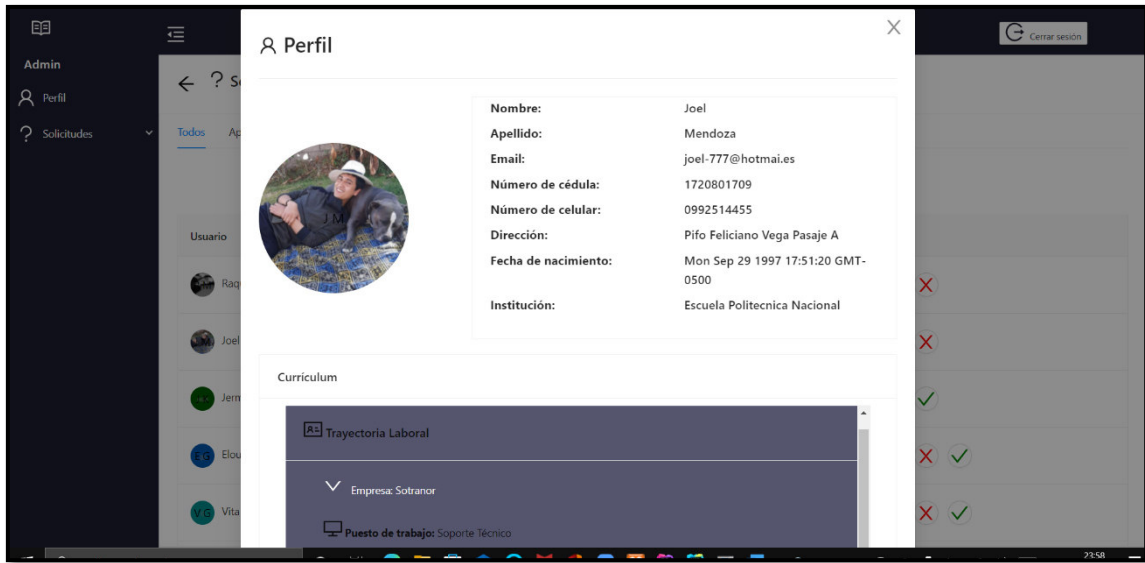 Admin
Perfil
Solicitudes
Cerrar sesión
Todos
Usuario
Joel
Perfil
Nombre: Joel
Apellido: Mendoza
Email: joel-777@hotmai.es
Número de cédula: 1720801709
Número de celular: 0992514455
Dirección: Pifo Feliciano Vega Pasaje A
Fecha de nacimiento: Mon Sep 29 1997 17:51:20 GMT-
0500
Institución: Escuela Politecnica Nacional
J M
Currículum
Trayectoria Laboral
Empresa: Sotranor
Puesto de trabajo: Soporte Técnico
E G
V G
Vita
23:58